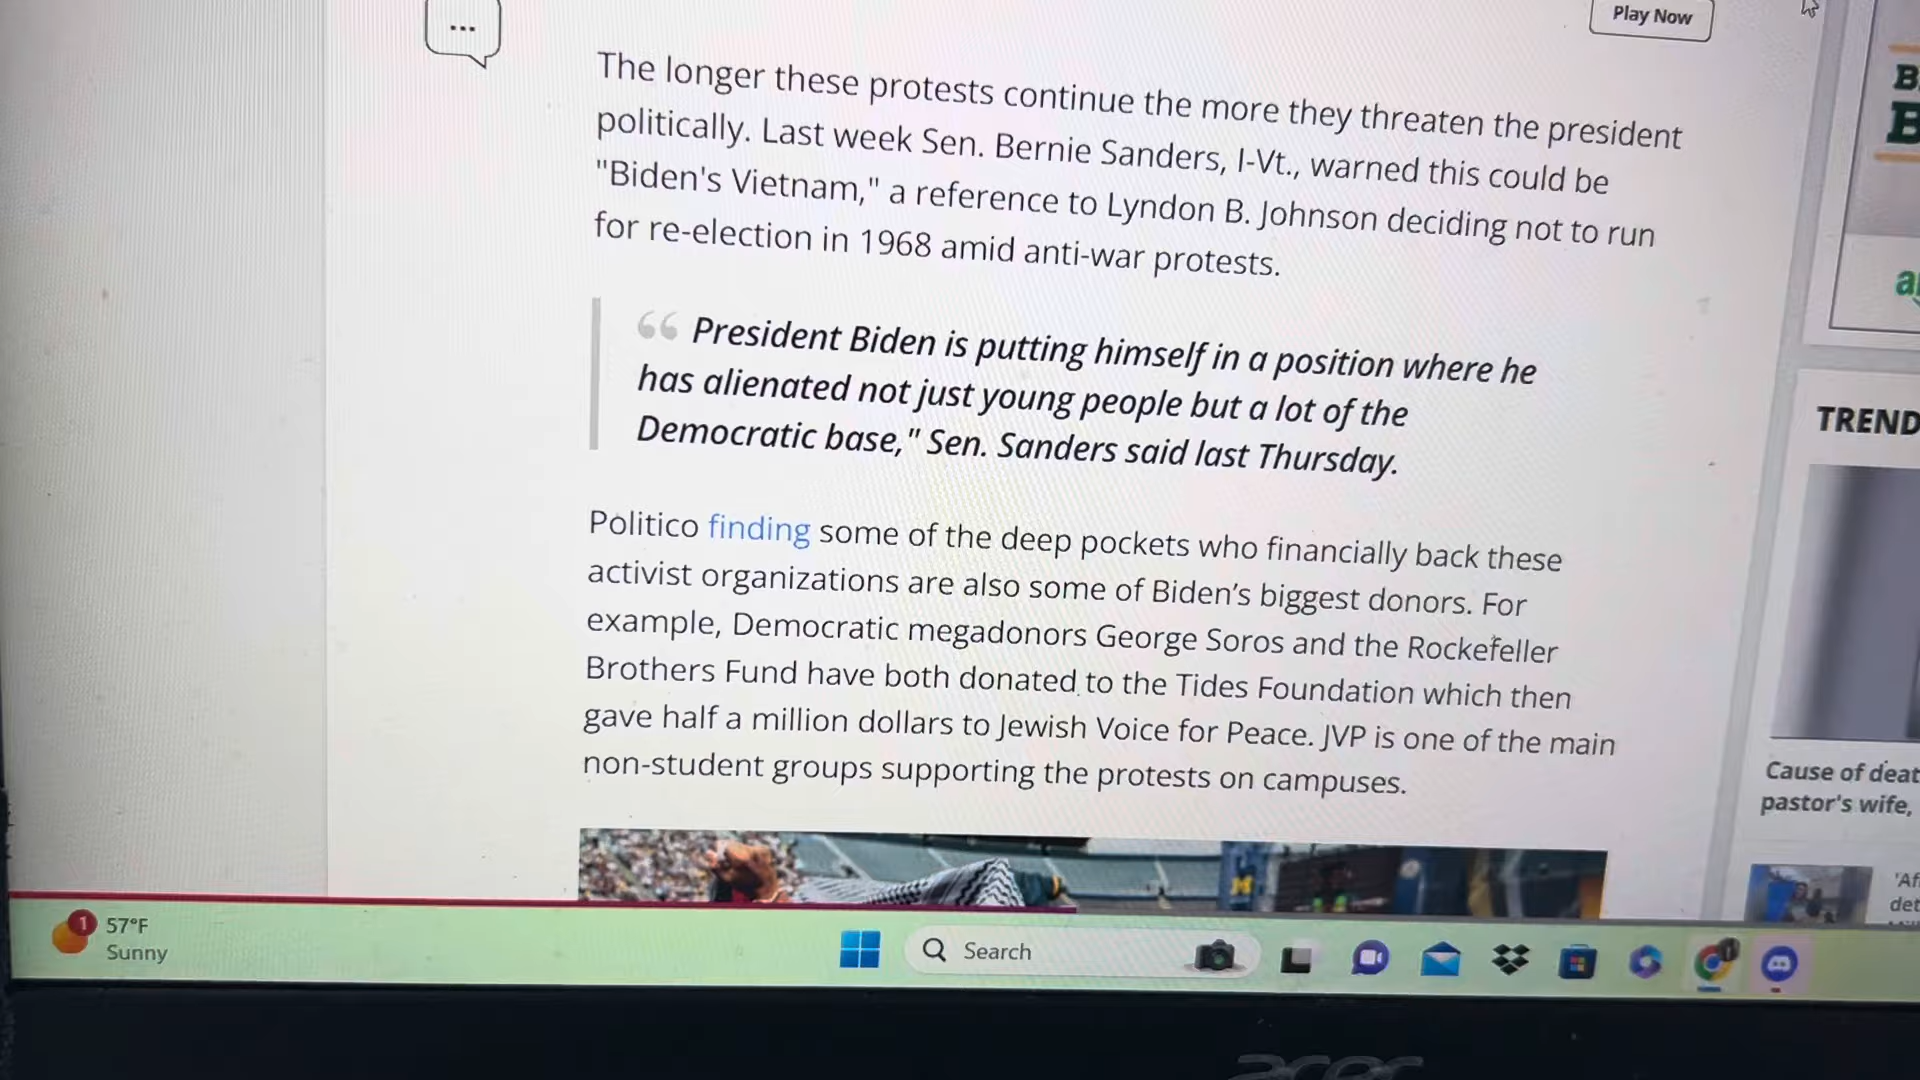 ...
Play Now
The longer these protests continue the more they threaten the president
politically. Last week Sen. Bernie Sanders, I-Vt., warned this could be
"Biden's Vietnam," a reference to Lyndon B. Johnson deciding not to run
for re-election in 1968 amid anti-war protests.
President Biden is putting himself in a position where he
has alienated not just young people but a lot of the
Democratic base," Sen. Sanders said last Thursday.
Politico finding some of the deep pockets who financially back these
activist organizations are also some of Biden's biggest donors. For
example, Democratic megadonors George Soros and the Rockefeller
Brothers Fund have both donated to the Tides Foundation which then
gave half a million dollars to Jewish Voice for Peace. JVP is one of the main
non-student groups supporting the protests on campuses.
TREND
Cause of deat
pastor's wife,
'Af
det
M
1
57°F
Sunny
Search
acer